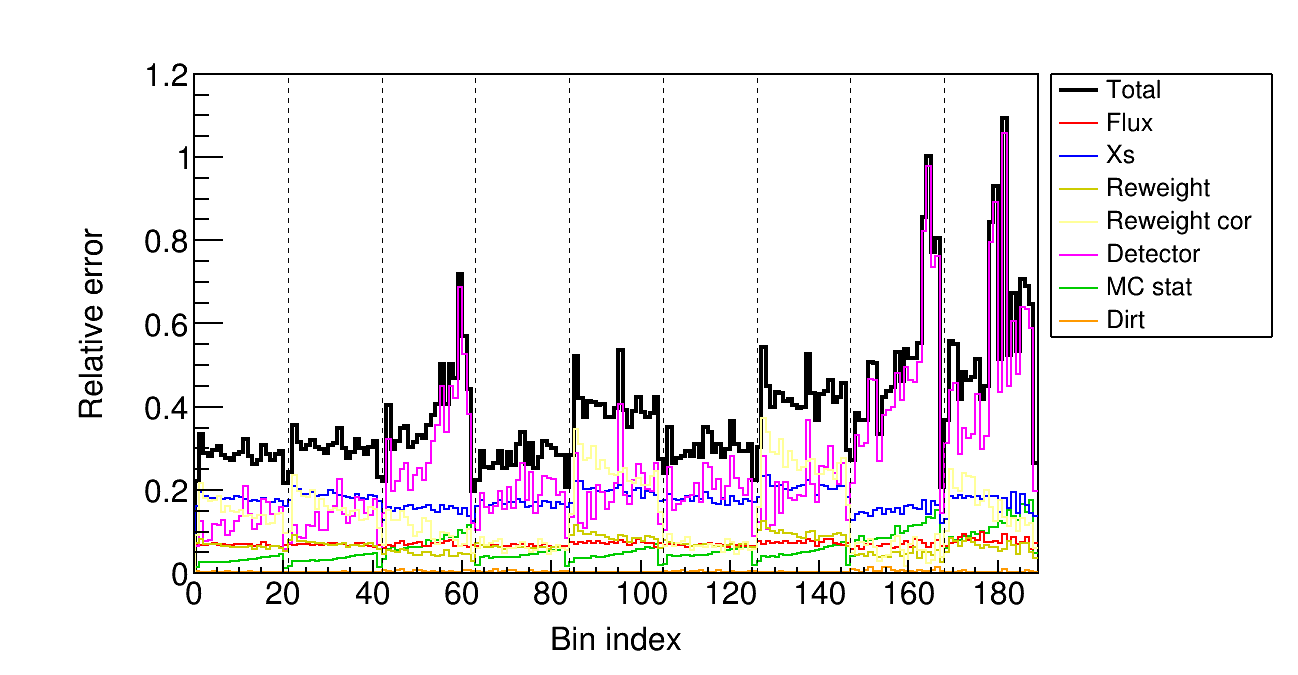 1.2
1
0.8
0.6
0.4
0.2
0
Relative error
0 20 40 60 80 100 120 140 160 180
Bin index
Total
Flux
Xs
Reweight
Reweight cor
Detector
MC stat
Dirt